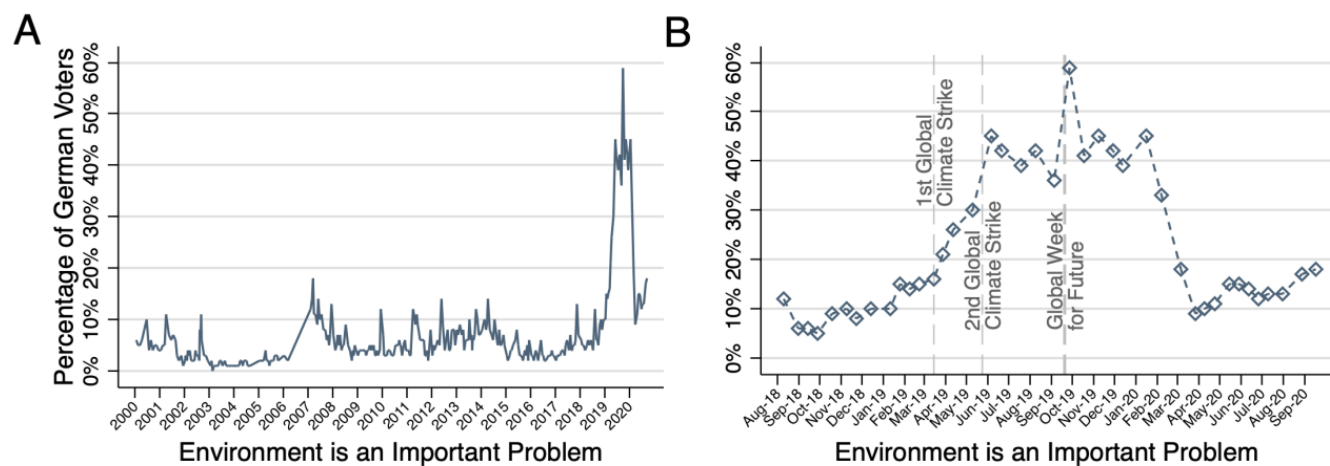 A
Percentage of German Voters
60%
50%
40%
30%
20%
10%
0%
2000
2001
2002
2003
2004
2005
2006
2007
2008
2009
2010
2011
2012
2013
2014
2015
2016
2017
2018
2019
2020
Environment is an Important Problem
B
60%
50%
40%
30%
20%
10%
0%
1st Global
Climate Strike
2nd Global
Climate Strike
Global Week
for Future
Aug-18
Sep-18
Oct-18
Nov-18
Dec-18
Jan-19
Feb-19
Mar-19
Apr-19
May-19
Jun-19
Jul-19
Aug-19
Sep-19
Oct-19
Nov-19
Dec-19
Jan-20
Feb-20
Mar-20
Apr-20
May-20
Jun-20
Jul-20
Aug-20
Sep-20
Environment is an Important Problem